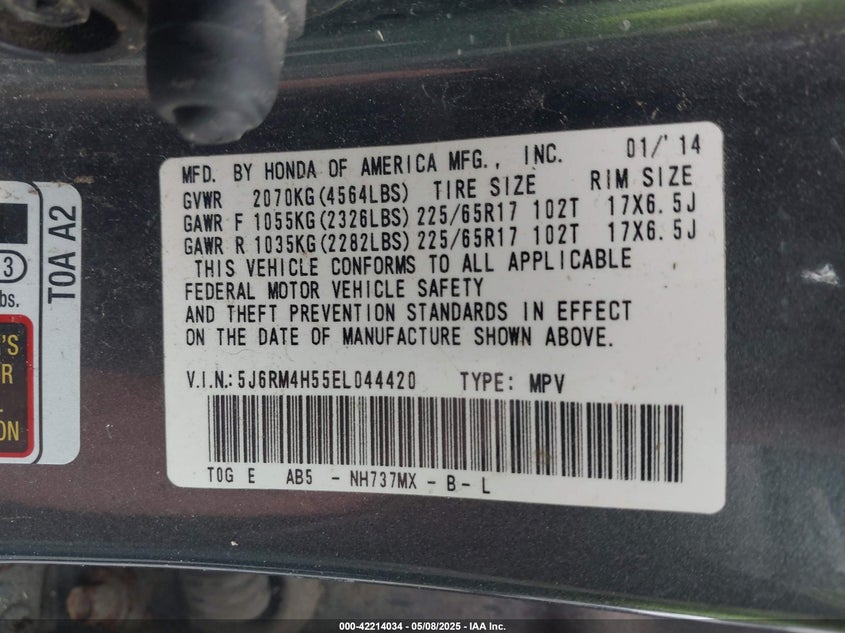 MFD. BY HONDA OF AMERICA MFG., INC. 01/'14
GVWR 2070KG(4564LBS) TIRE SIZE RIM SIZE
GAWR F 1055KG(2326LBS) 225/65R17 102T 17X6.5J
GAWR R 1035KG(2282LBS) 225/65R17 102T 17X6.5J
THIS VEHICLE CONFORMS TO ALL APPLICABLE
FEDERAL MOTOR VEHICLE SAFETY
AND THEFT PREVENTION STANDARDS IN EFFECT
ON THE DATE OF MANUFACTURE SHOWN ABOVE.
V.I.N.: 5J6RM4H55EL044420 TYPE: MPV
T0G E AB5 - NH737MX - B - L
T0A A2
3
bs.
'S
R
ON
000-42214034 - 05/08/2025 - IAA Inc.